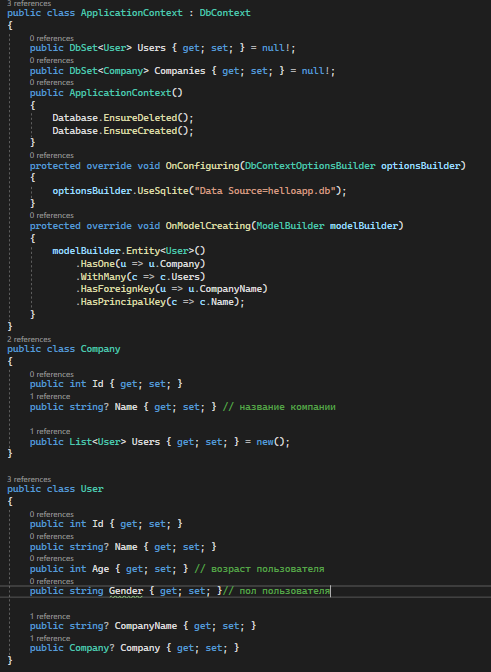 3 references
public class ApplicationContext : DbContext
{
0 references
public DbSet<User> Users { get; set; } = null!;
0 references
public DbSet<Company> Companies { get; set; } = null!;
0 references
public ApplicationContext()
{
Database.EnsureDeleted();
Database.EnsureCreated();
}
0 references
protected override void OnConfiguring(DbContextOptionsBuilder optionsBuilder)
{
optionsBuilder.UseSqlite("Data Source=helloapp.db");
}
0 references
protected override void OnModelCreating(ModelBuilder modelBuilder)
{
modelBuilder.Entity<User>()
.HasOne(u => u.Company)
.WithMany(c => c.Users)
.HasForeignKey(u => u.CompanyName)
.HasPrincipalKey(c => c.Name);
}
}
2 references
public class Company
{
0 references
public int Id { get; set; }
1 reference
public string? Name { get; set; } // название компании
1 reference
public List<User> Users { get; set; } = new();
}
3 references
public class User
{
0 references
public int Id { get; set; }
0 references
public string? Name { get; set; }
0 references
public int Age { get; set; } // возраст пользователя
0 references
public string Gender { get; set; }// пол пользователя
1 reference
public string? CompanyName { get; set; }
1 reference
public Company? Company { get; set; }
}